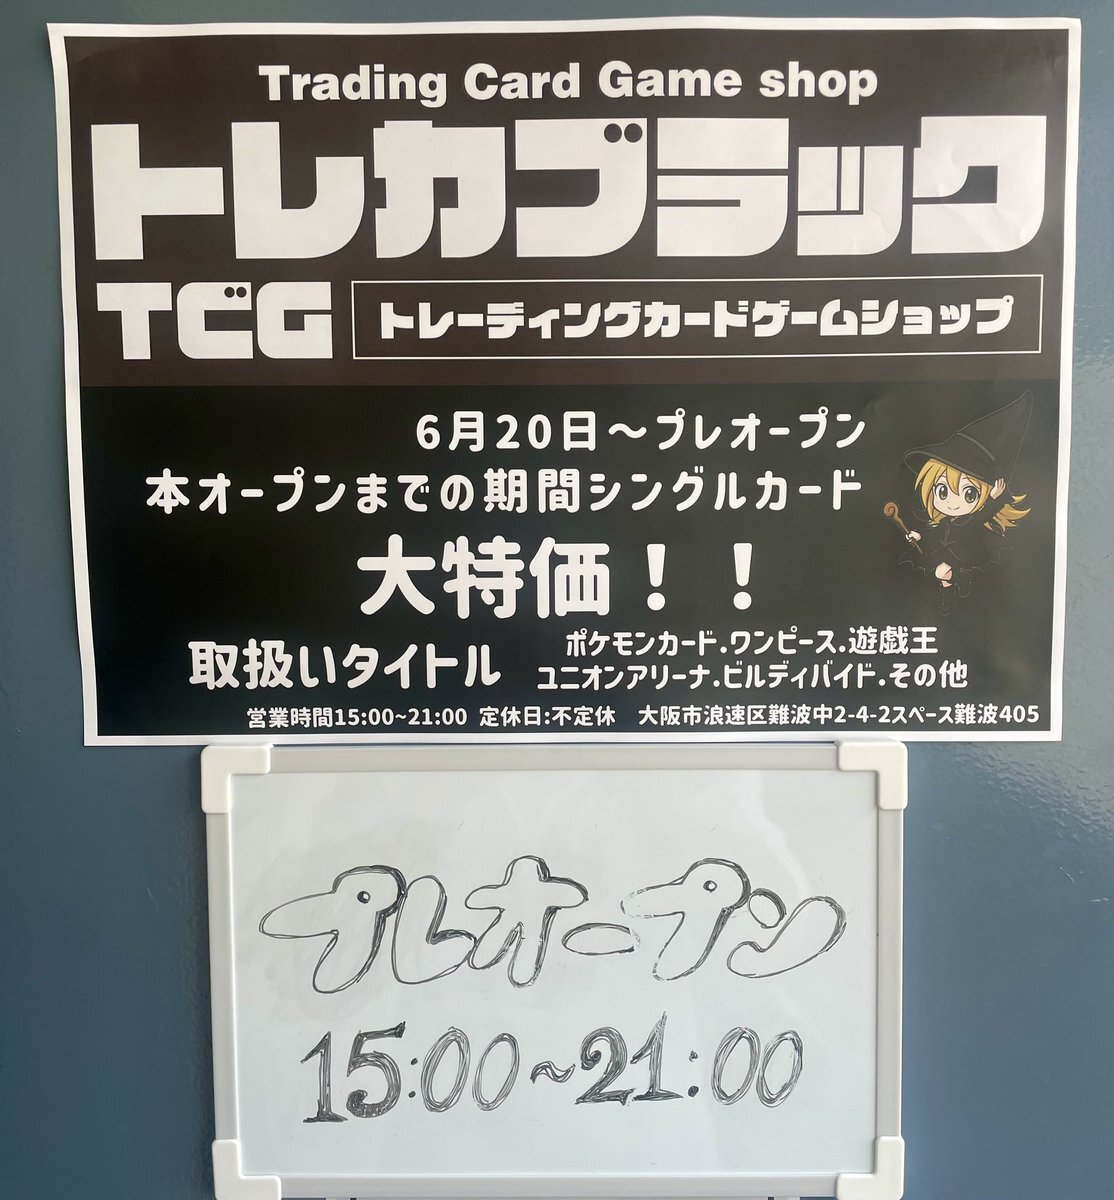 Trading Card Game shop
トレカブラック
TCG トレーディングカードゲームショップ
6月20日～プレオープン
本オープンまでの期間シングルカード
大特価！！
取扱いタイトル
ポケモンカード.ワンピース.遊戯王
ユニオンアリーナ.ビルディバイド.その他
営業時間15:00~21:00 定休日:不定休 大阪市浪速区難波中2-4-2スペース難波405
プレオープン
15:00~21:00